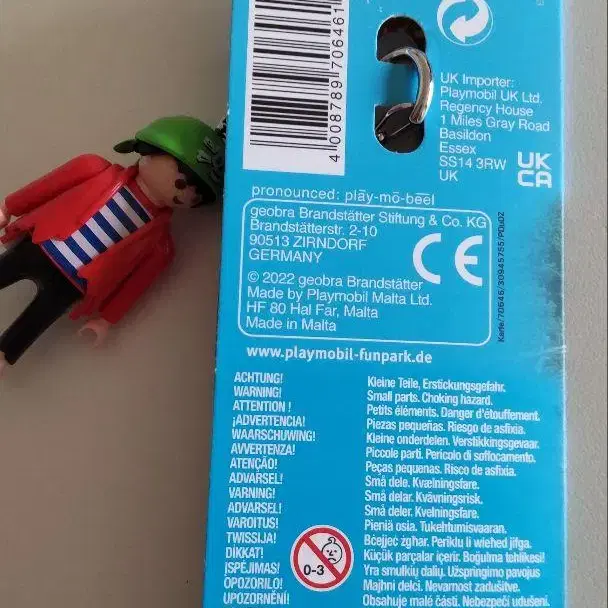 4 008789 706461
UK Importer:
Playmobil UK Ltd.
Regency House
1 Miles Gray Road
Basildon
Essex
SS14 3RW
UK
UK
CA
pronounced: plāy-mō-bēēl
geobra Brandstätter Stiftung & Co. KG
Brandstätterstr. 2-10
90513 ZIRNDORF
GERMANY
CE
© 2022 geobra Brandstätter
Made by Playmobil Malta Ltd.
HF 80 Hal Far, Malta
Made in Malta
Karte/70646/30945755/PDuDZ
www.playmobil-funpark.de
ACHTUNG! Kleine Teile, Erstickungsgefahr.
WARNING! Small parts. Choking hazard.
ATTENTION ! Petits éléments. Danger d'étouffement.
¡ADVERTENCIA! Piezas pequeñas. Riesgo de asfixia.
WAARSCHUWING! Kleine onderdelen. Verstikkingsgevaar.
AVVERTENZA! Piccole parti. Pericolo di soffocamento.
ATENÇÃO! Peças pequenas. Risco de asfixia.
ADVARSEL! Små dele. Kvælningsfare.
VARNING! Små delar. Kvävningsrisk.
ADVARSEL! Små deler. Kvelningsfare.
VAROITUS! Pieniä osia. Tukehtumisvaaran.
TWISSIJA! Bċejjeċ żgħar. Periklu li wieħed jifga.
DİKKAT! Küçük parçalar içerir. Boğulma tehlikesi!
ĮSPĖJIMAS! Yra smulkių dalių. Užspringimo pavojus
OPOZORILO! Majhni delci. Nevarnost zadušitve.
UPOZORNĚNÍ! Obsahuje malé části. Nebezpečí udušení.
0-3